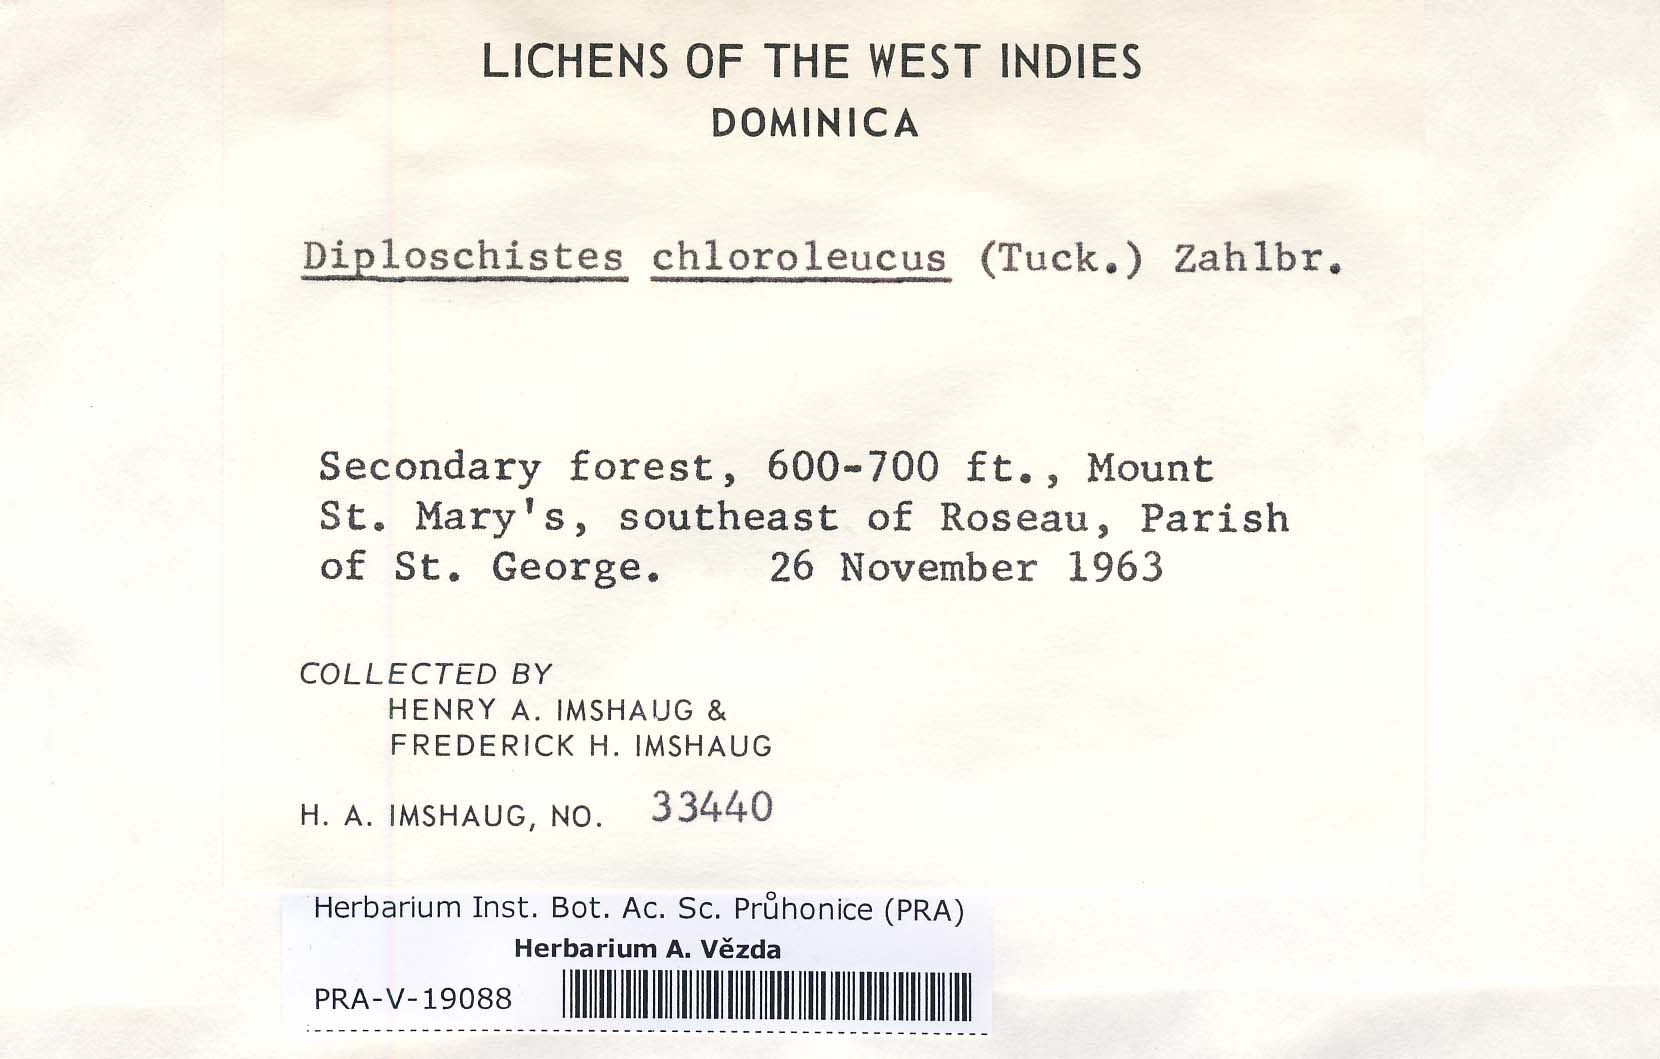 LICHENS OF THE WEST INDIES
DOMINICA
Diploschistes chloroleucus (Tuck.) Zahlbr.
Secondary forest, 600-700 ft., Mount
St. Mary's, southeast of Roseau, Parish
of St. George. 26 November 1963
COLLECTED BY
HENRY A. IMSHAUG &
FREDERICK H. IMSHAUG
H. A. IMSHAUG, NO. 33440
Herbarium Inst. Bot. Ac. Sc. Průhonice (PRA)
Herbarium A. Vězda
PRA-V-19088